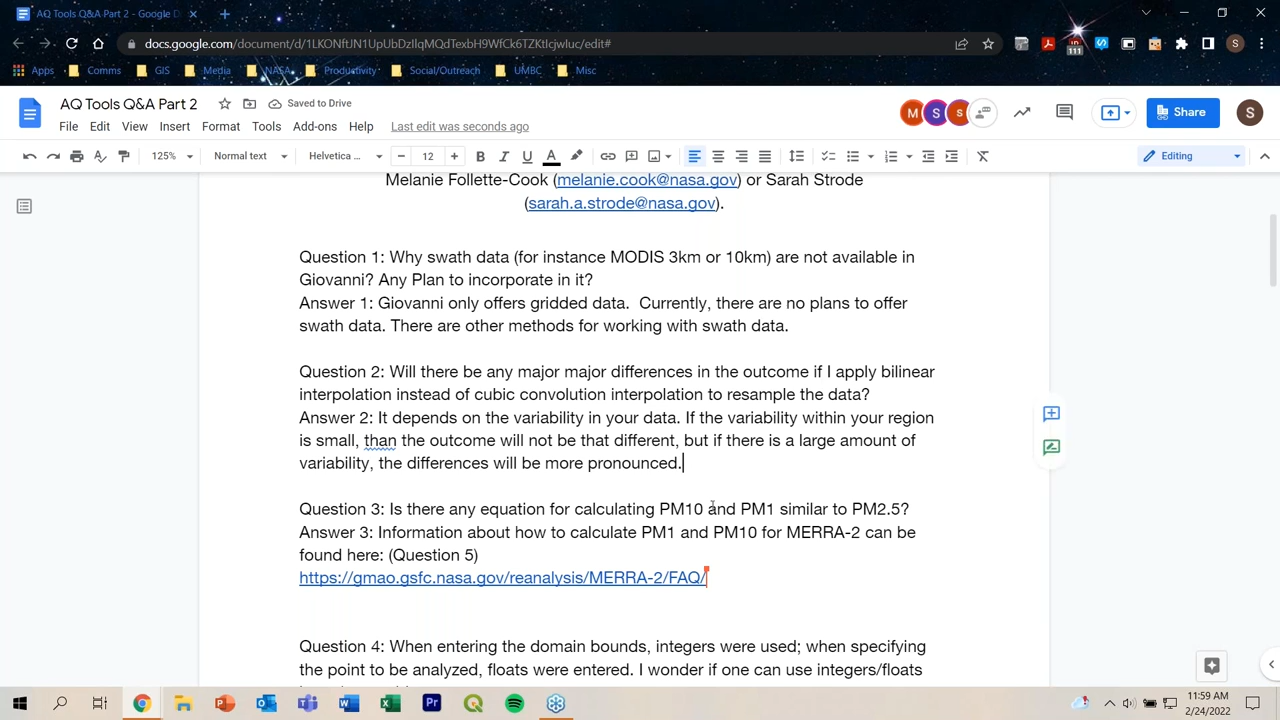 AQ Tools Q&A Part 2 - Google D
docs.google.com/document/d/1LKONftJN1UpUbDzIlqMQdTexbH9WfCk6TZKtIcjwIuc/edit#
111
S
Apps Comms GIS Media NASA Productivity Social/Outreach UMBC Misc
AQ Tools Q&A Part 2
Saved to Drive
M S S
Share
S
File Edit View Insert Format Tools Add-ons Help Last edit was seconds ago
125% Normal text Helvetica ... 12 B I U A Editing
Melanie Follette-Cook (melanie.cook@nasa.gov) or Sarah Strode
(sarah.a.strode@nasa.gov).
Question 1: Why swath data (for instance MODIS 3km or 10km) are not available in
Giovanni? Any Plan to incorporate in it?
Answer 1: Giovanni only offers gridded data.  Currently, there are no plans to offer
swath data. There are other methods for working with swath data.
Question 2: Will there be any major major differences in the outcome if I apply bilinear
interpolation instead of cubic convolution interpolation to resample the data?
Answer 2: It depends on the variability in your data. If the variability within your region
is small, than the outcome will not be that different, but if there is a large amount of
variability, the differences will be more pronounced.
Question 3: Is there any equation for calculating PM10 and PM1 similar to PM2.5?
Answer 3: Information about how to calculate PM1 and PM10 for MERRA-2 can be
found here: (Question 5)
https://gmao.gsfc.nasa.gov/reanalysis/MERRA-2/FAQ/
Question 4: When entering the domain bounds, integers were used; when specifying
the point to be analyzed, floats were entered. I wonder if one can use integers/floats
11:59 AM
2/24/2022